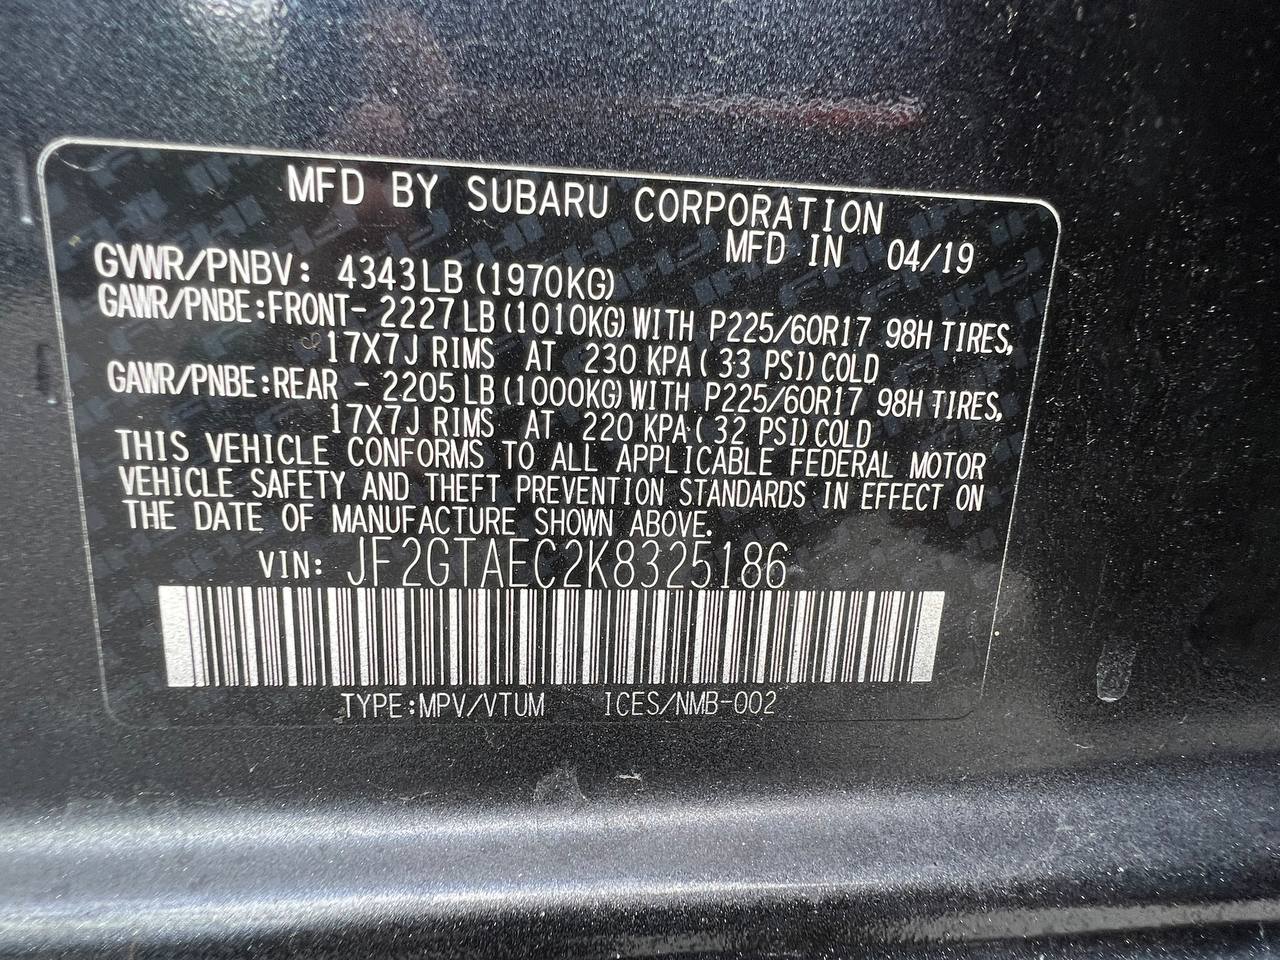 MFD BY SUBARU CORPORATION
MFD IN 04/19
GVWR/PNBV: 4343LB (1970KG)
GAWR/PNBE:FRONT- 2227LB (1010KG) WITH P225/60R17 98H TIRES,
17X7J RIMS AT 230 KPA ( 33 PSI) COLD
GAWR/PNBE:REAR - 2205LB (1000KG) WITH P225/60R17 98H TIRES,
17X7J RIMS AT 220 KPA ( 32 PSI) COLD
THIS VEHICLE CONFORMS TO ALL APPLICABLE FEDERAL MOTOR
VEHICLE SAFETY AND THEFT PREVENTION STANDARDS IN EFFECT ON
THE DATE OF MANUFACTURE SHOWN ABOVE.
VIN: JF2GTAEC2K8325186
TYPE:MPV/VTUM ICES/NMB-002